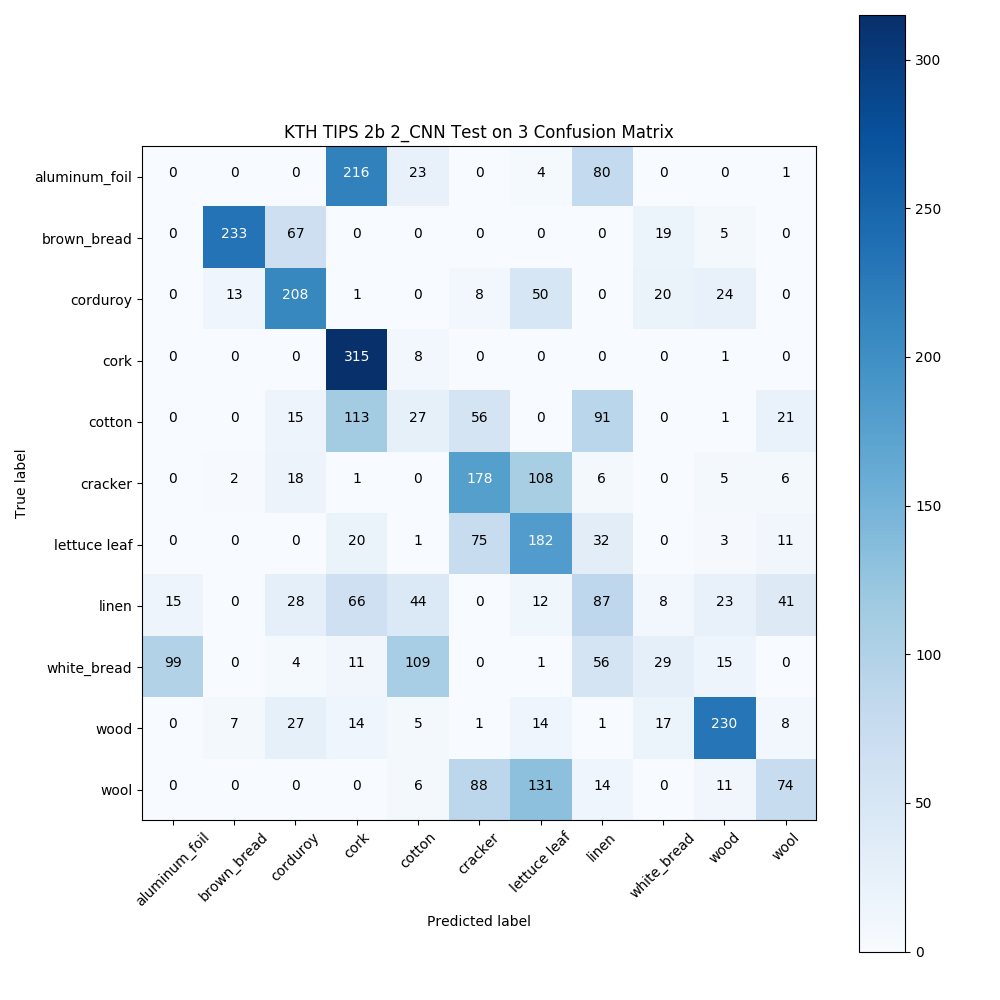 KTH TIPS 2b 2_CNN Test on 3 Confusion Matrix
aluminum_foil 0 0 0 216 23 0 4 80 0 0 1
brown_bread 0 233 67 0 0 0 0 0 19 5 0
corduroy 0 13 208 1 0 8 50 0 20 24 0
cork 0 0 0 315 8 0 0 0 0 1 0
cotton 0 0 15 113 27 56 0 91 0 1 21
cracker 0 2 18 1 0 178 108 6 0 5 6
lettuce leaf 0 0 0 20 1 75 182 32 0 3 11
linen 15 0 28 66 44 0 12 87 8 23 41
white_bread 99 0 4 11 109 0 1 56 29 15 0
wood 0 7 27 14 5 1 14 1 17 230 8
wool 0 0 0 0 6 88 131 14 0 11 74
aluminum_foil brown_bread corduroy cork cotton cracker lettuce leaf linen white_bread wood wool
True label
Predicted label
300
250
200
150
100
50
0